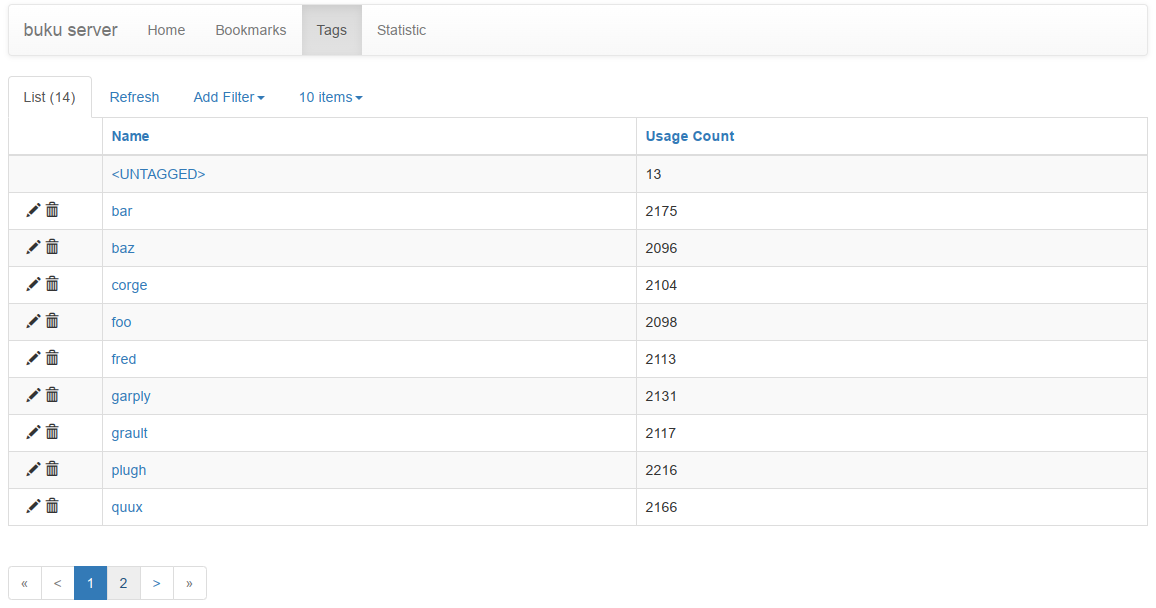 buku server Home Bookmarks Tags Statistic
List (14) Refresh Add Filter 10 items
Name Usage Count
<UNTAGGED> 13
bar 2175
baz 2096
corge 2104
foo 2098
fred 2113
garply 2131
grault 2117
plugh 2216
quux 2166
« < 1 2 > »